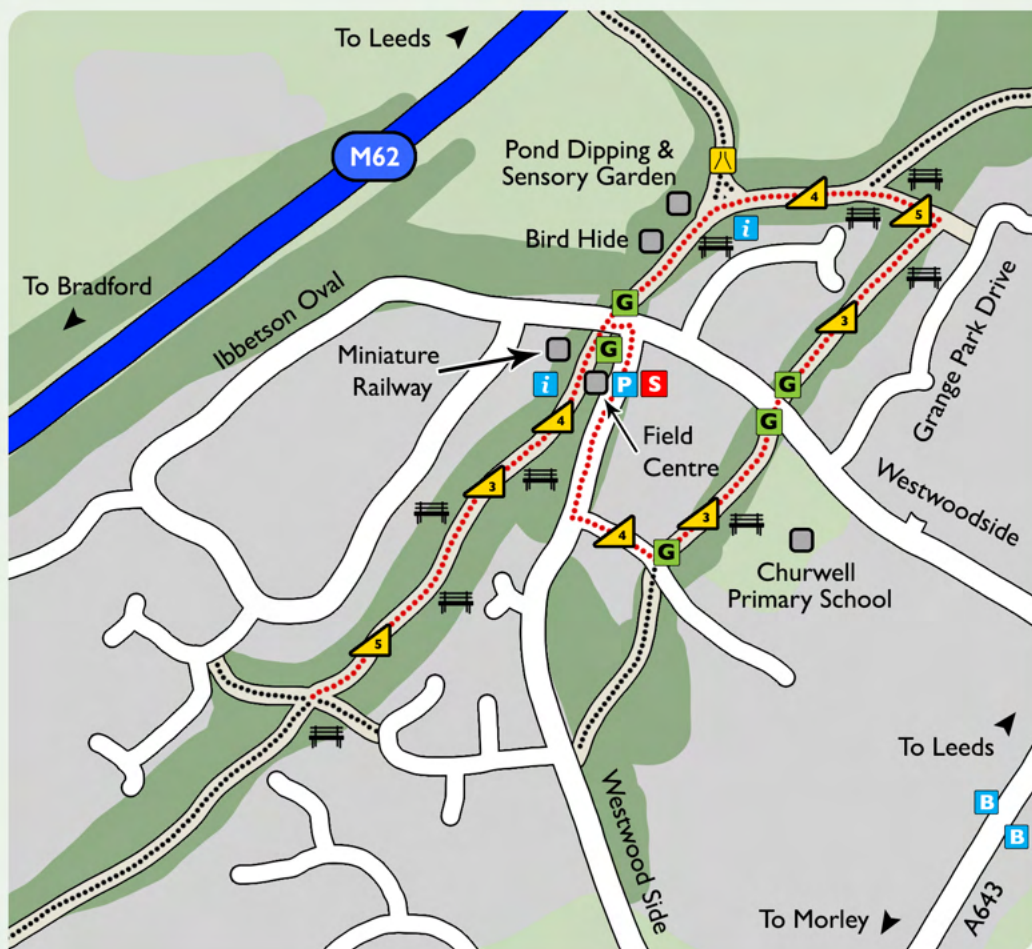 To Leeds
M62
Pond Dipping &
Sensory Garden
4
5
i
Bird Hide
To Bradford
Ibbetson Oval
G
3
Grange Park Drive
Miniature
Railway
G
i
P
S
G
4
G
Field
Centre
Westwoodside
3
3
4
G
Churwell
Primary School
5
To Leeds
B
B
Westwood Side
To Morley
A643